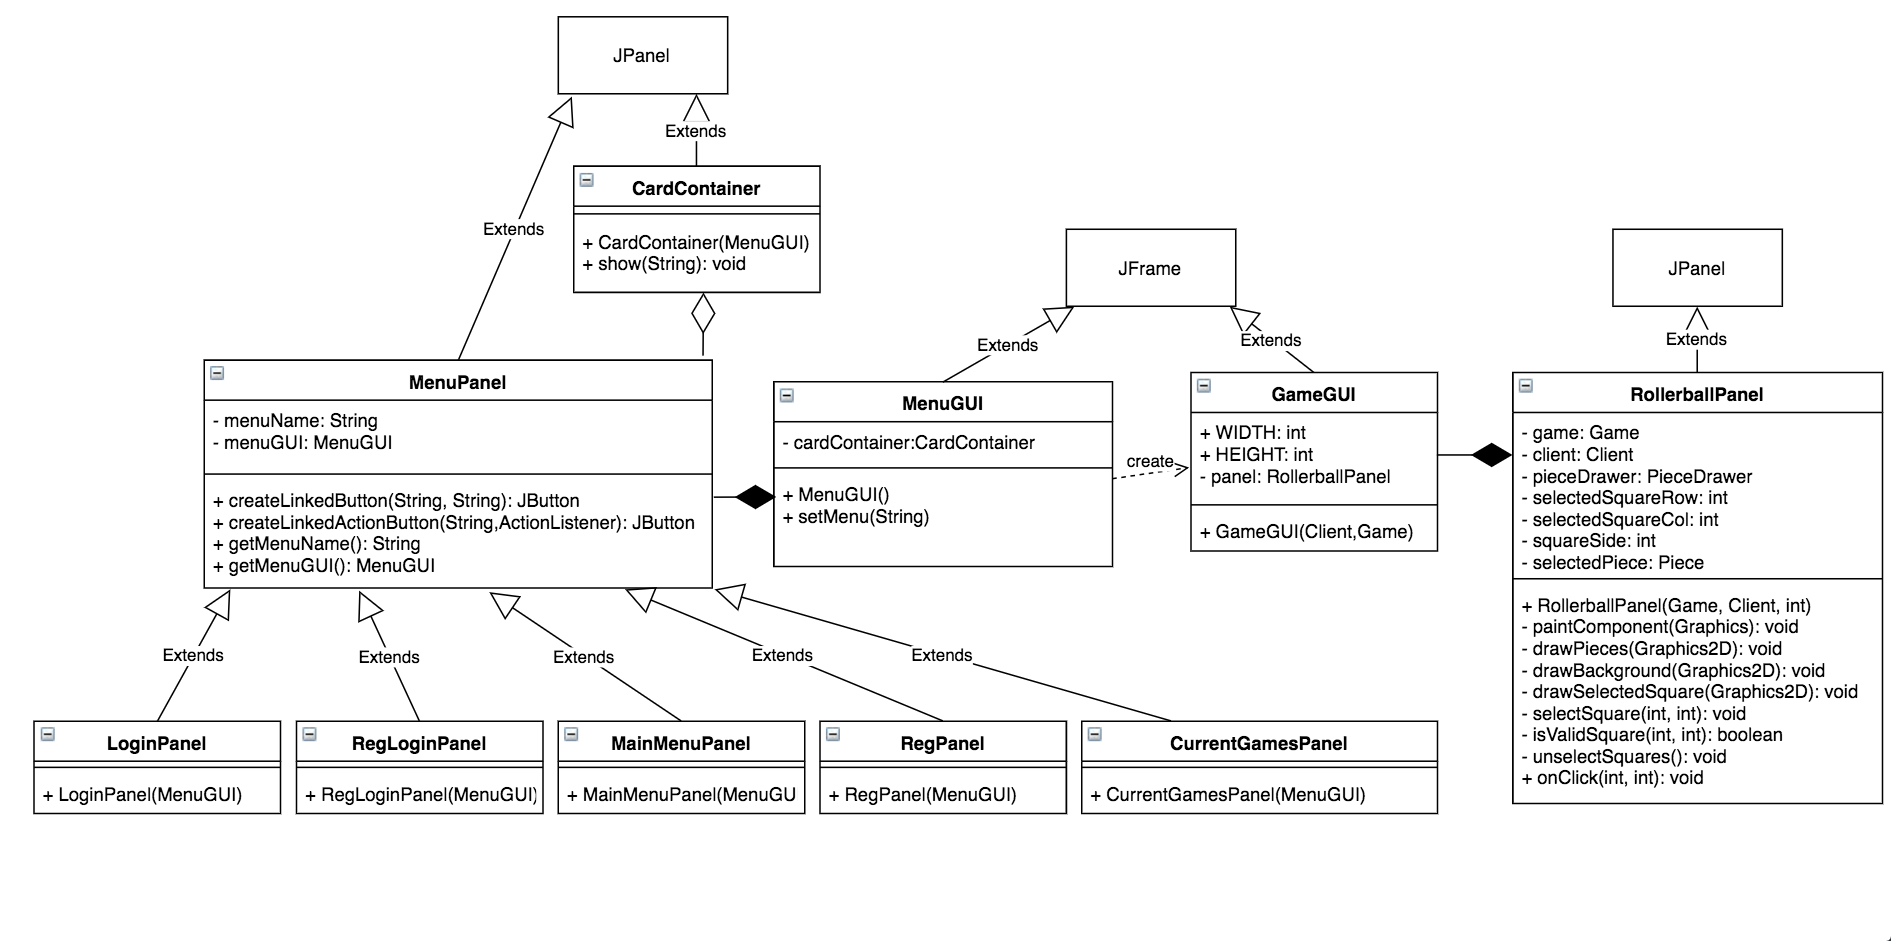 JPanel
Extends
CardContainer
+ CardContainer(MenuGUI)
+ show(String): void
Extends
MenuPanel
- menuName: String
- menuGUI: MenuGUI
+ createLinkedButton(String, String): JButton
+ createLinkedActionButton(String,ActionListener): JButton
+ getMenuName(): String
+ getMenuGUI(): MenuGUI
JFrame
Extends
Extends
MenuGUI
- cardContainer:CardContainer
+ MenuGUI()
+ setMenu(String)
create
GameGUI
+ WIDTH: int
+ HEIGHT: int
- panel: RollerballPanel
+ GameGUI(Client,Game)
JPanel
Extends
RollerballPanel
- game: Game
- client: Client
- pieceDrawer: PieceDrawer
- selectedSquareRow: int
- selectedSquareCol: int
- squareSide: int
- selectedPiece: Piece
+ RollerballPanel(Game, Client, int)
- paintComponent(Graphics): void
- drawPieces(Graphics2D): void
- drawBackground(Graphics2D): void
- drawSelectedSquare(Graphics2D): void
- selectSquare(int, int): void
- isValidSquare(int, int): boolean
- unselectSquares(): void
+ onClick(int, int): void
Extends
Extends
Extends
Extends
Extends
LoginPanel
+ LoginPanel(MenuGUI)
RegLoginPanel
+ RegLoginPanel(MenuGUI)
MainMenuPanel
+ MainMenuPanel(MenuGU
RegPanel
+ RegPanel(MenuGUI)
CurrentGamesPanel
+ CurrentGamesPanel(MenuGUI)